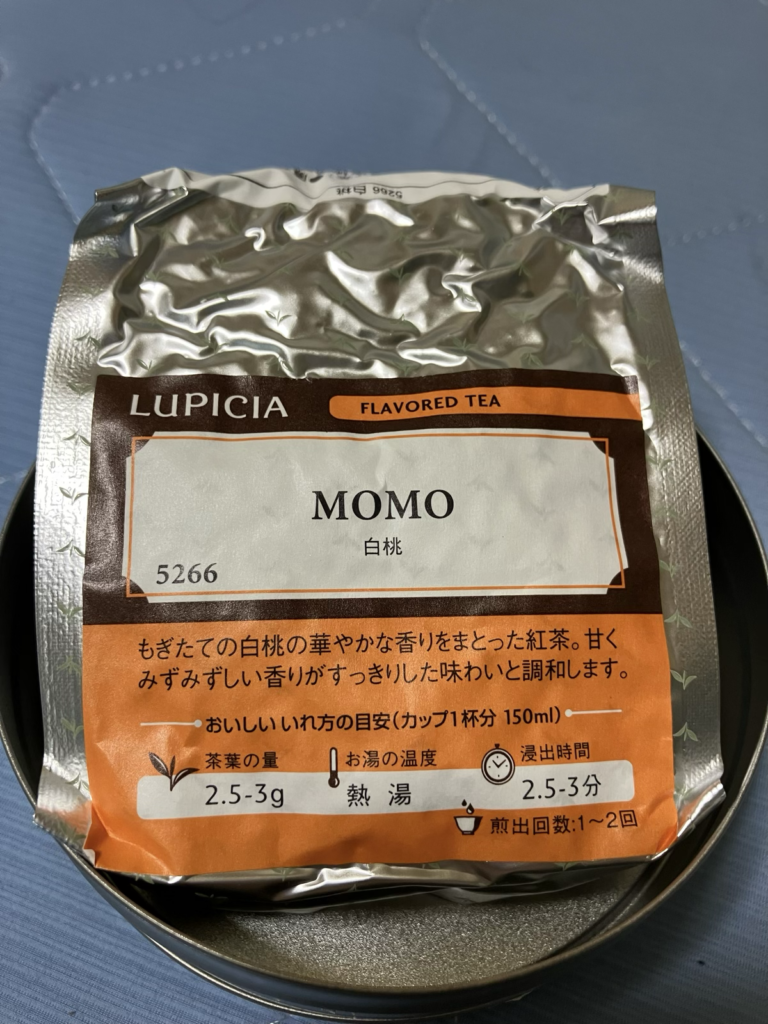 5266 白桃
LUPICIA
FLAVORED TEA
MOMO
白桃
5266
もぎたての白桃の華やかな香りをまとった紅茶。甘く
みずみずしい香りがすっきりした味わいと調和します。
おいしい いれ方の目安(カップ1杯分 150ml)
茶葉の量 お湯の温度 浸出時間
2.5-3g 熱湯 2.5-3分
煎出回数:1〜2回